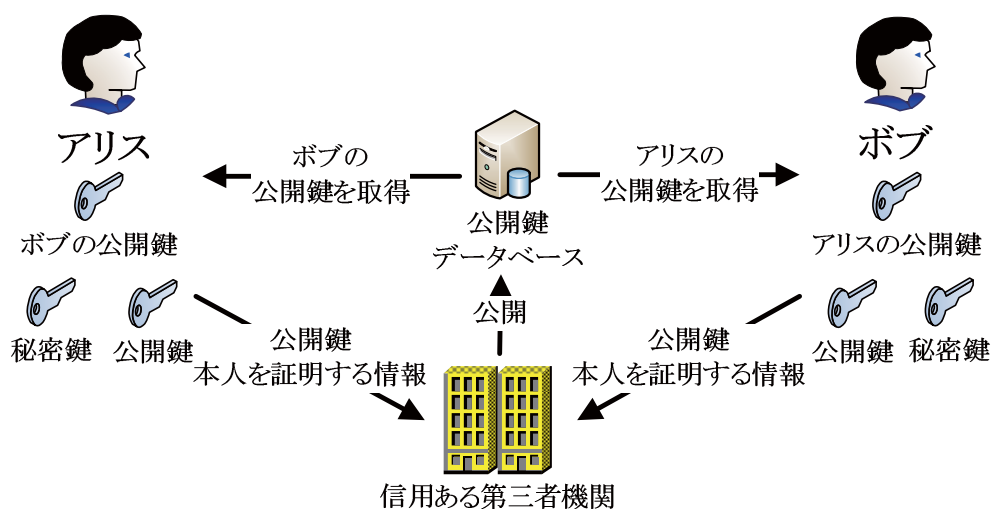 アリス
ボブ
ボブの
公開鍵を取得
アリスの
公開鍵を取得
公開鍵
データベース
ボブの公開鍵
アリスの公開鍵
公開
秘密鍵
公開鍵
公開鍵
本人を証明する情報
公開鍵
本人を証明する情報
公開鍵
秘密鍵
信用ある第三者機関